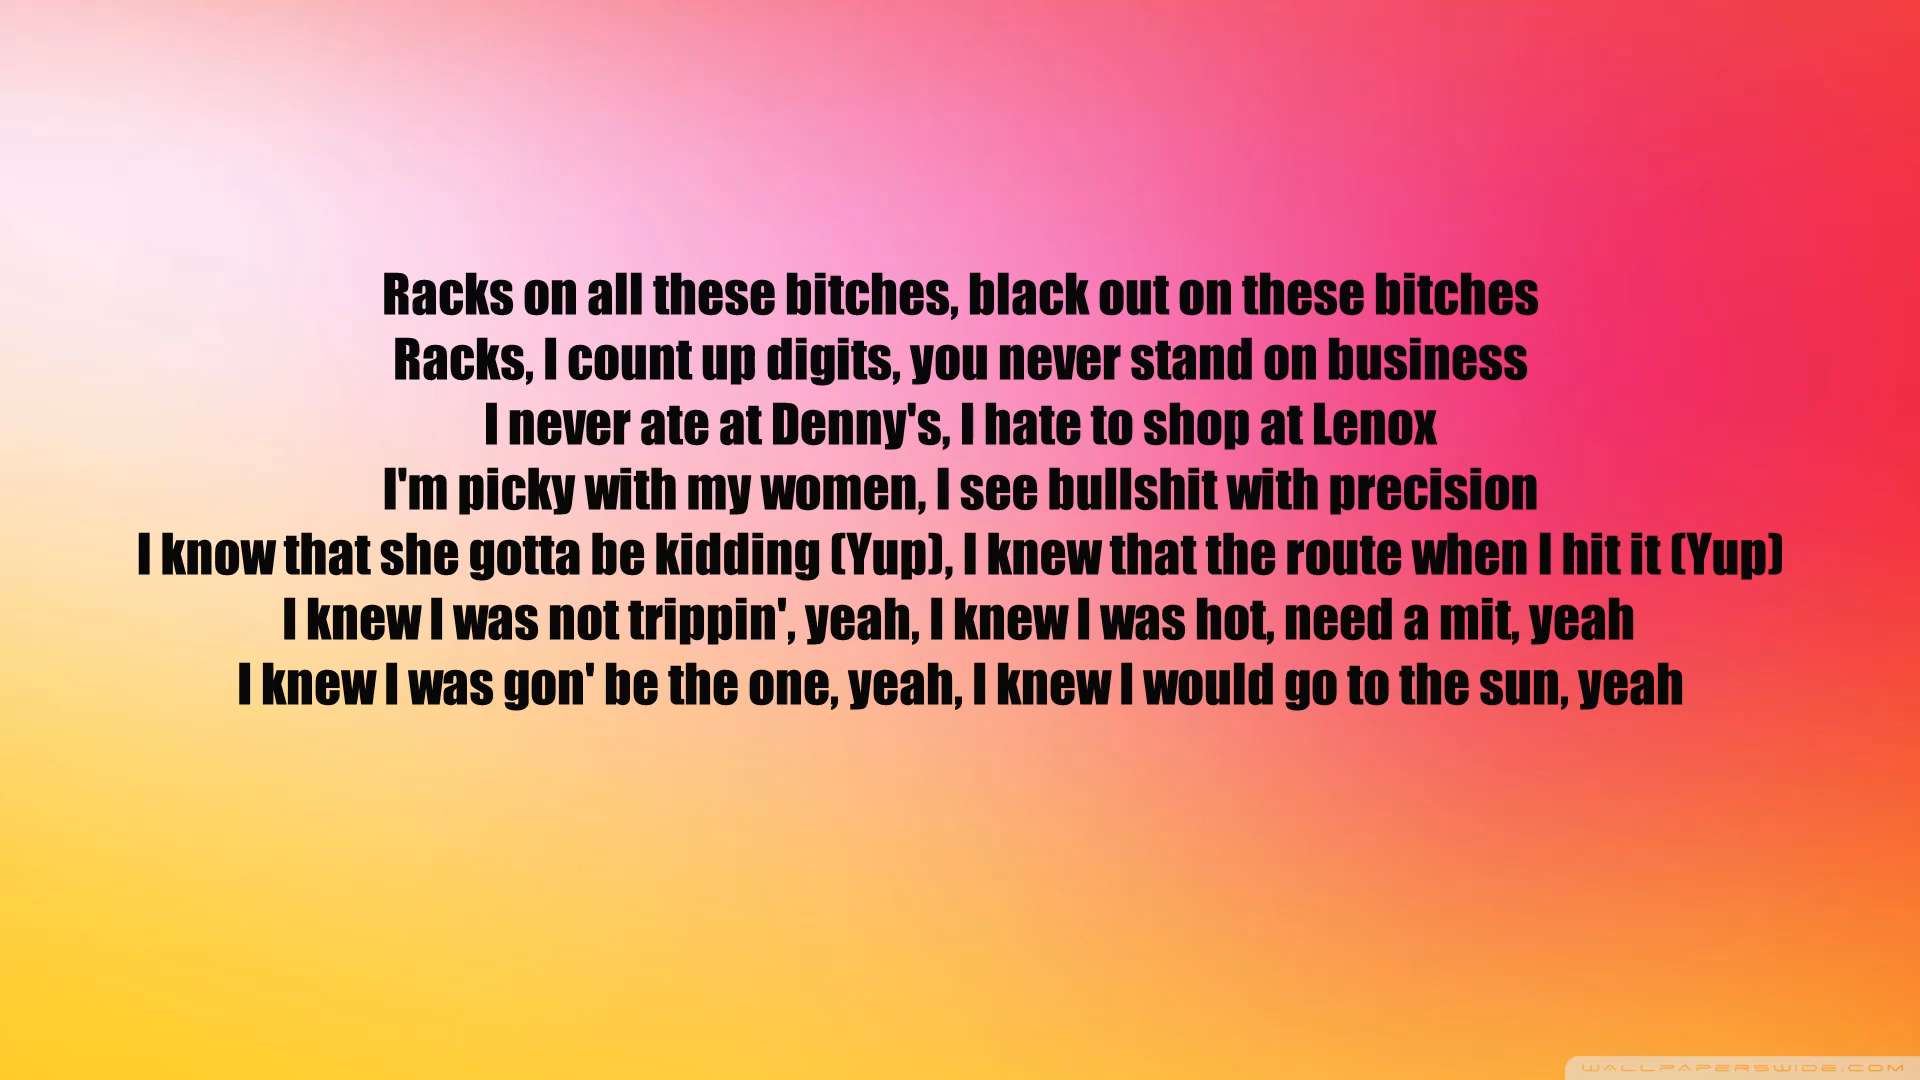 Racks on all these bitches, black out on these bitches
Racks, I count up digits, you never stand on business
I never ate at Denny's, I hate to shop at Lenox
I'm picky with my women, I see bullshit with precision
I know that she gotta be kidding (Yup), I knew that the route when I hit it (Yup)
I knew I was not trippin', yeah, I knew I was hot, need a mit, yeah
I knew I was gon' be the one, yeah, I knew I would go to the sun, yeah
WALLPAPERSWIDE.COM